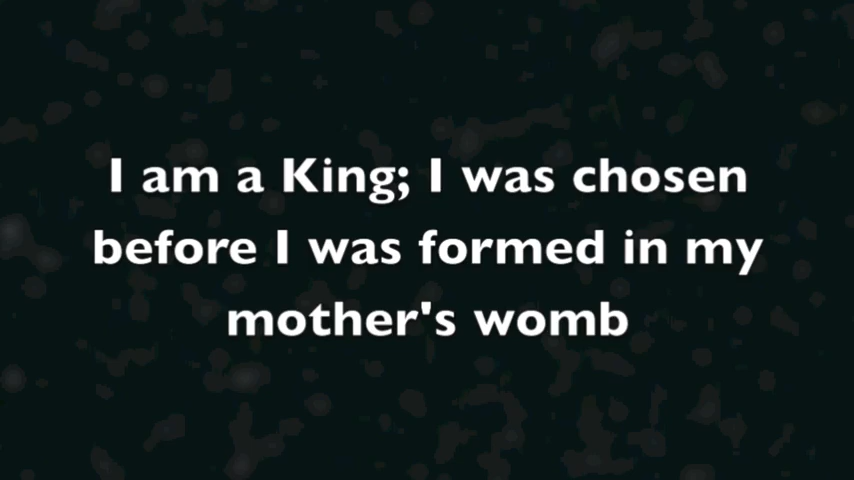 I am a King; I was chosen
before I was formed in my
mother's womb